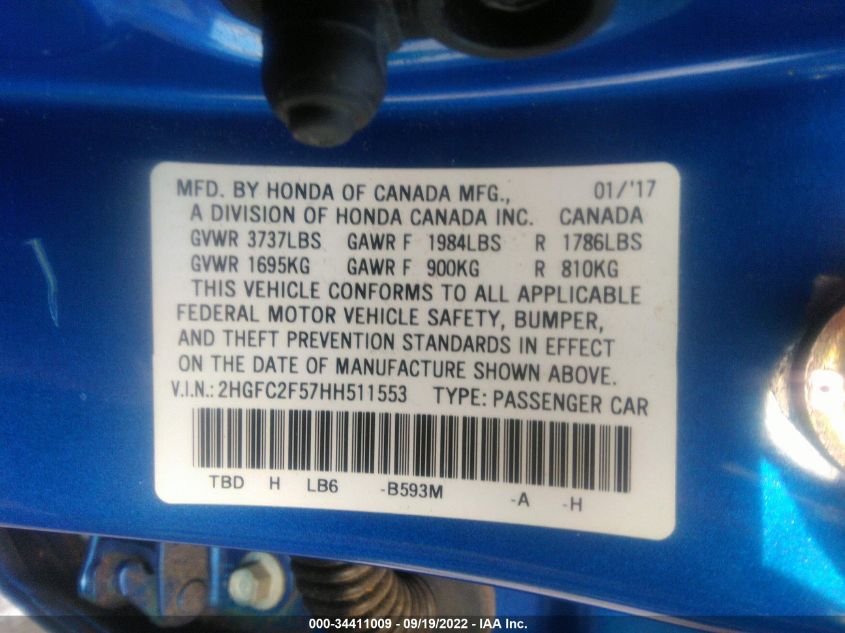 MFD. BY HONDA OF CANADA MFG., 01/'17
A DIVISION OF HONDA CANADA INC. CANADA
GVWR 3737LBS GAWR F 1984LBS R 1786LBS
GVWR 1695KG GAWR F 900KG R 810KG
THIS VEHICLE CONFORMS TO ALL APPLICABLE
FEDERAL MOTOR VEHICLE SAFETY, BUMPER,
AND THEFT PREVENTION STANDARDS IN EFFECT
ON THE DATE OF MANUFACTURE SHOWN ABOVE.
V.I.N.: 2HGFC2F57HH511553 TYPE: PASSENGER CAR
TBD H LB6 -B593M -A -H
000-34411009 - 09/19/2022 - IAA Inc.